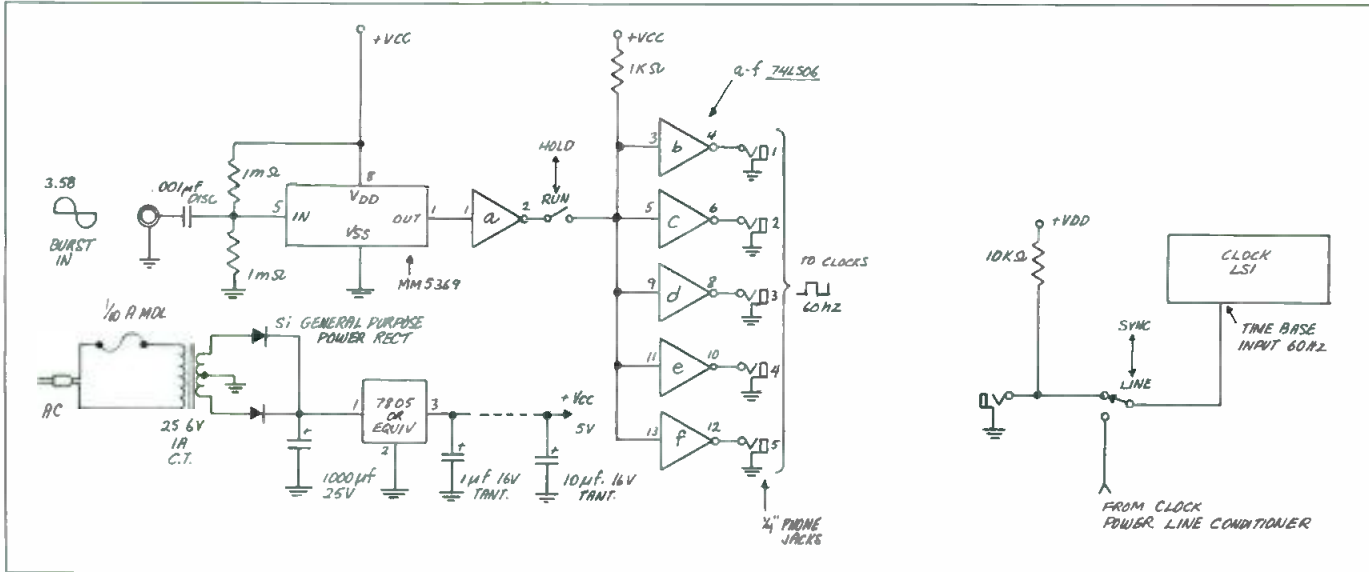 +VCC
3.58
BURST
IN
.001µf
DISC
1mΩ
1mΩ
5
IN
8
VDD
VSS
OUT
1
MM5369
1
a
2
HOLD
RUN
+VCC
1KΩ
a-f 74LS06
3
b
4
1
5
c
6
2
9
d
8
3
11
e
10
4
13
f
12
5
TO CLOCKS
60hz
¼" PHONE
JACKS
1/10 A MDL
AC
25.6V
1A
C.T.
Si GENERAL PURPOSE
POWER RECT
1000µf
25V
1
7805
OR
EQUIV
3
2
1µf 16V
TANT.
10µf. 16V
TANT.
+VCC
5V
+VDD
10KΩ
SYNC
LINE
CLOCK
LSI
TIME BASE
INPUT 60HZ
FROM CLOCK
POWER LINE CONDITIONER